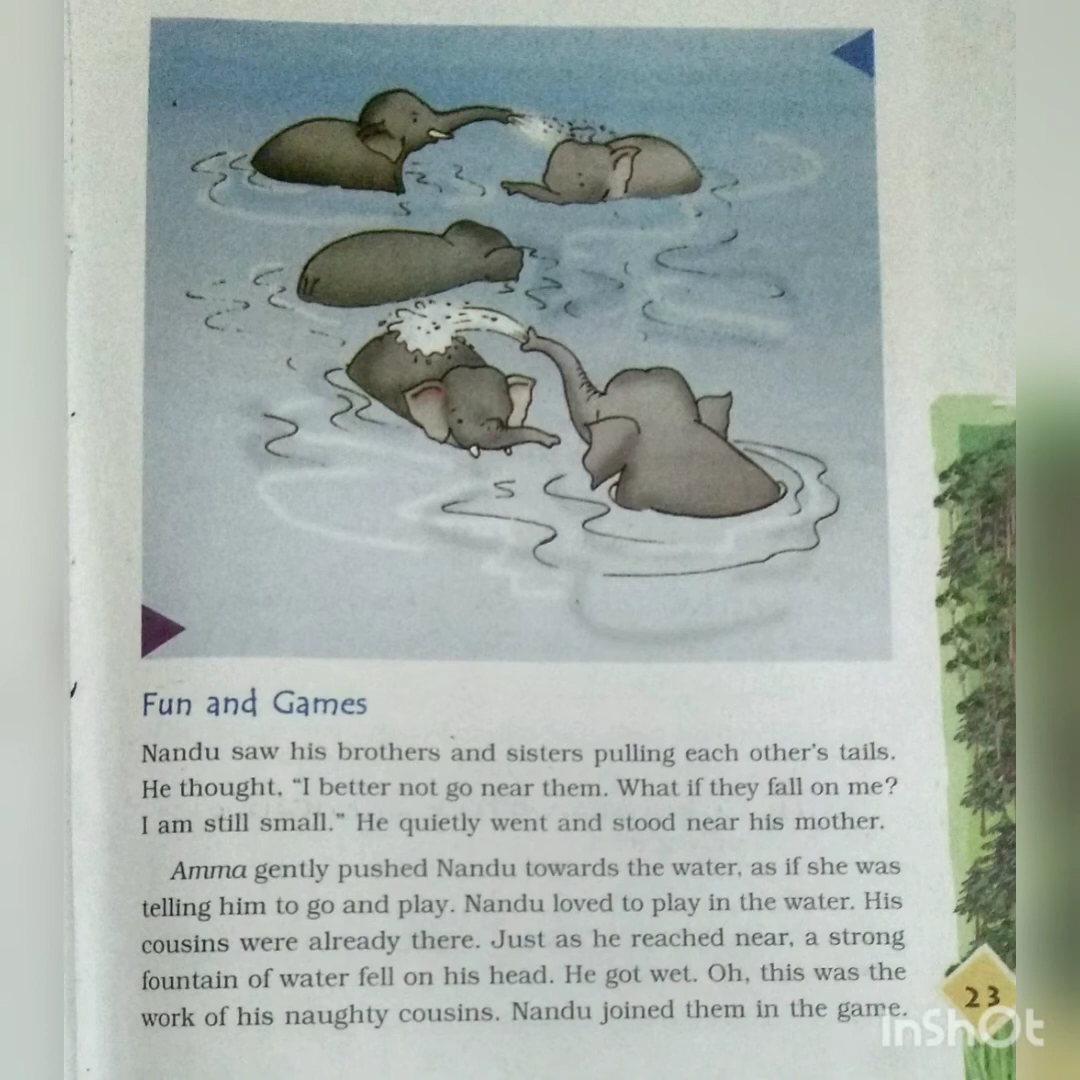 Fun and Games
Nandu saw his brothers and sisters pulling each other's tails.
He thought, "I better not go near them. What if they fall on me?
I am still small." He quietly went and stood near his mother.
Amma gently pushed Nandu towards the water, as if she was
telling him to go and play. Nandu loved to play in the water. His
cousins were already there. Just as he reached near, a strong
fountain of water fell on his head. He got wet. Oh, this was the
work of his naughty cousins. Nandu joined them in the game.
23
InShOt